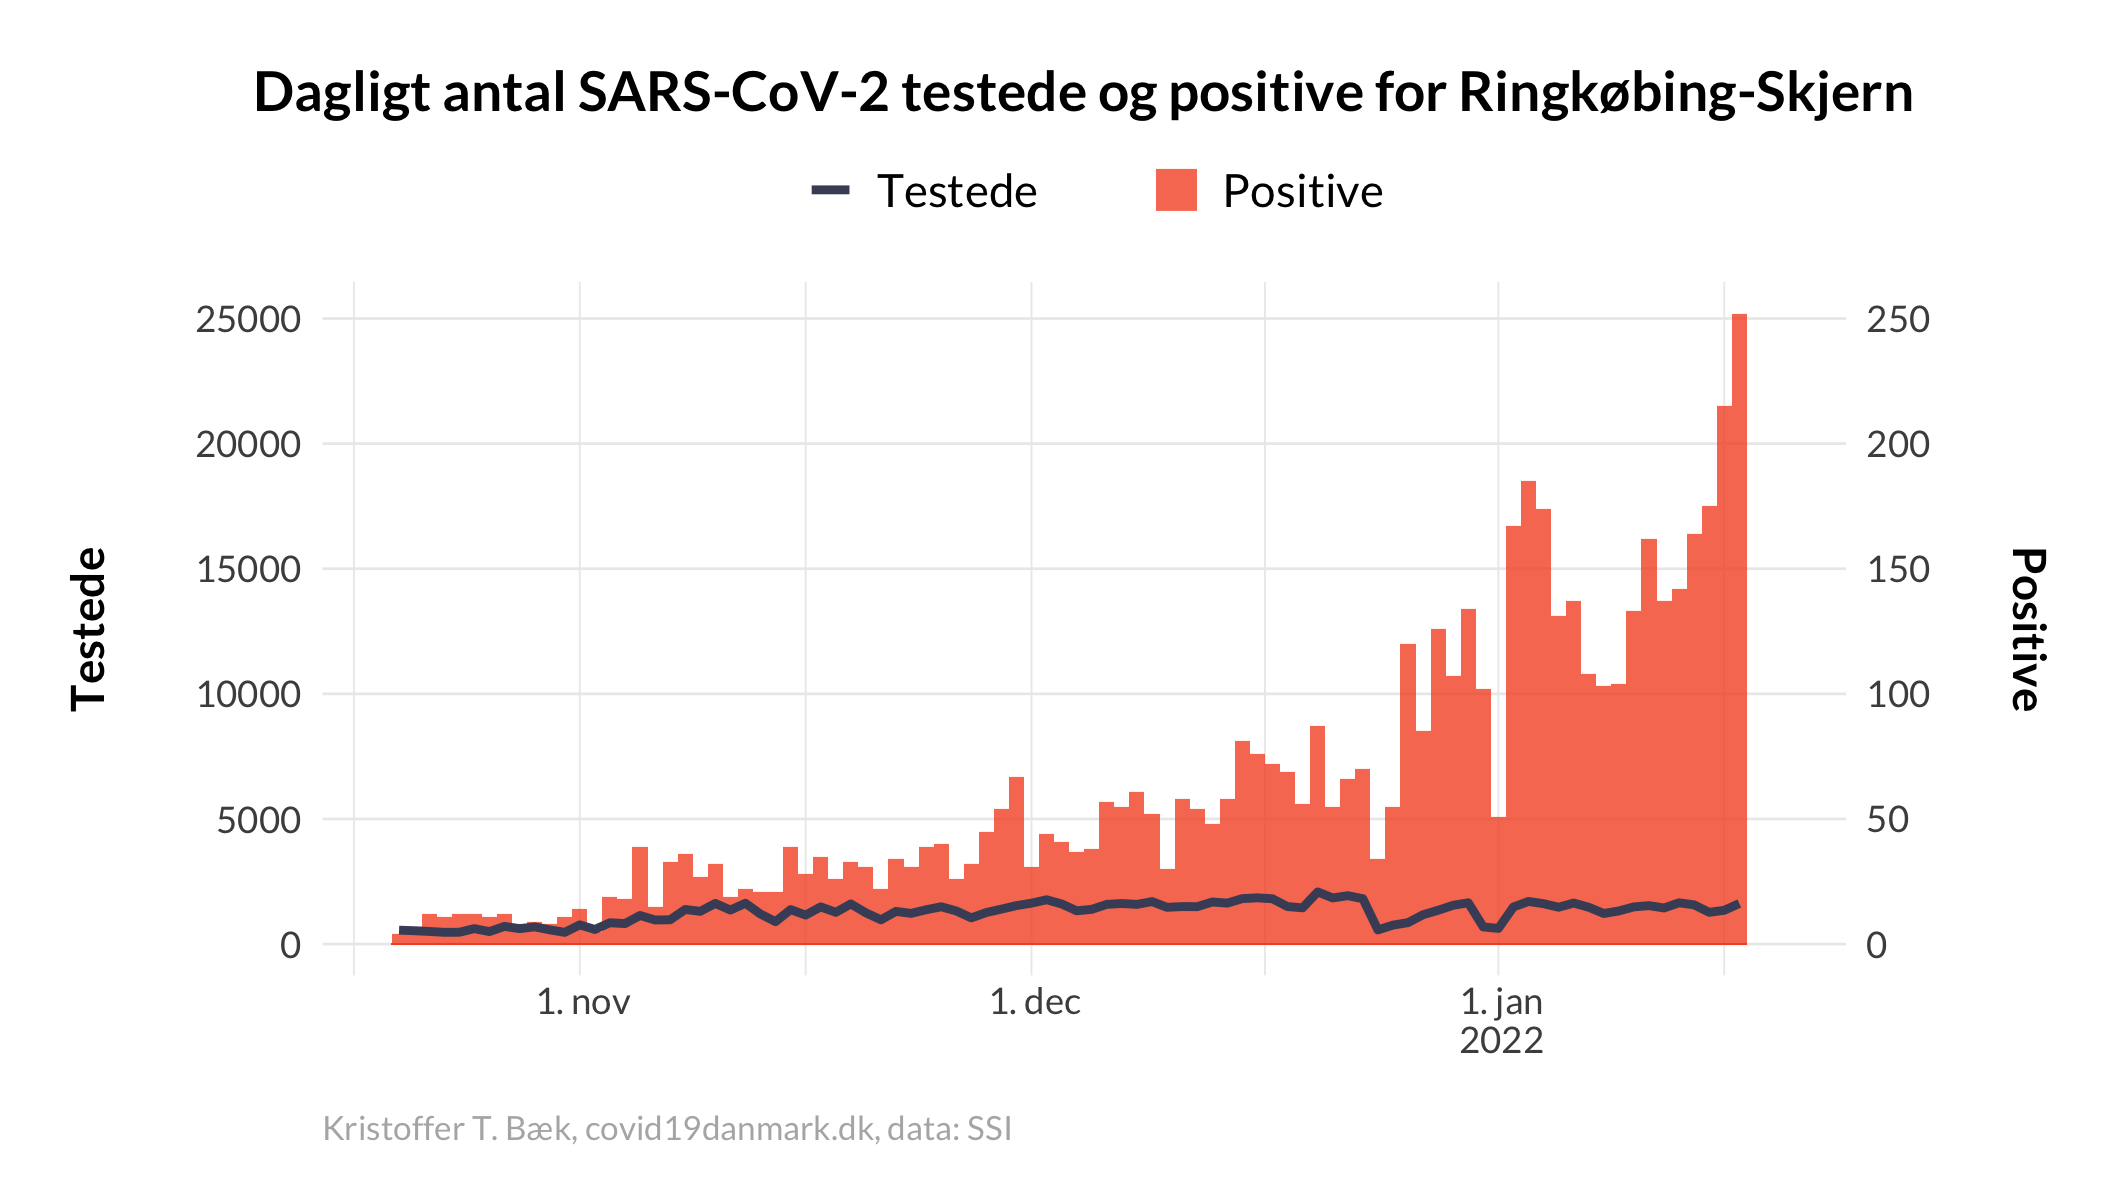 Dagligt antal SARS-CoV-2 testede og positive for Ringkøbing-Skjern
Testede
Positive
25000
20000
15000
10000
5000
0
Testede
250
200
150
100
50
0
Positive
1. nov
1. dec
1. jan
2022
Kristoffer T. Bæk, covid19danmark.dk, data: SSI